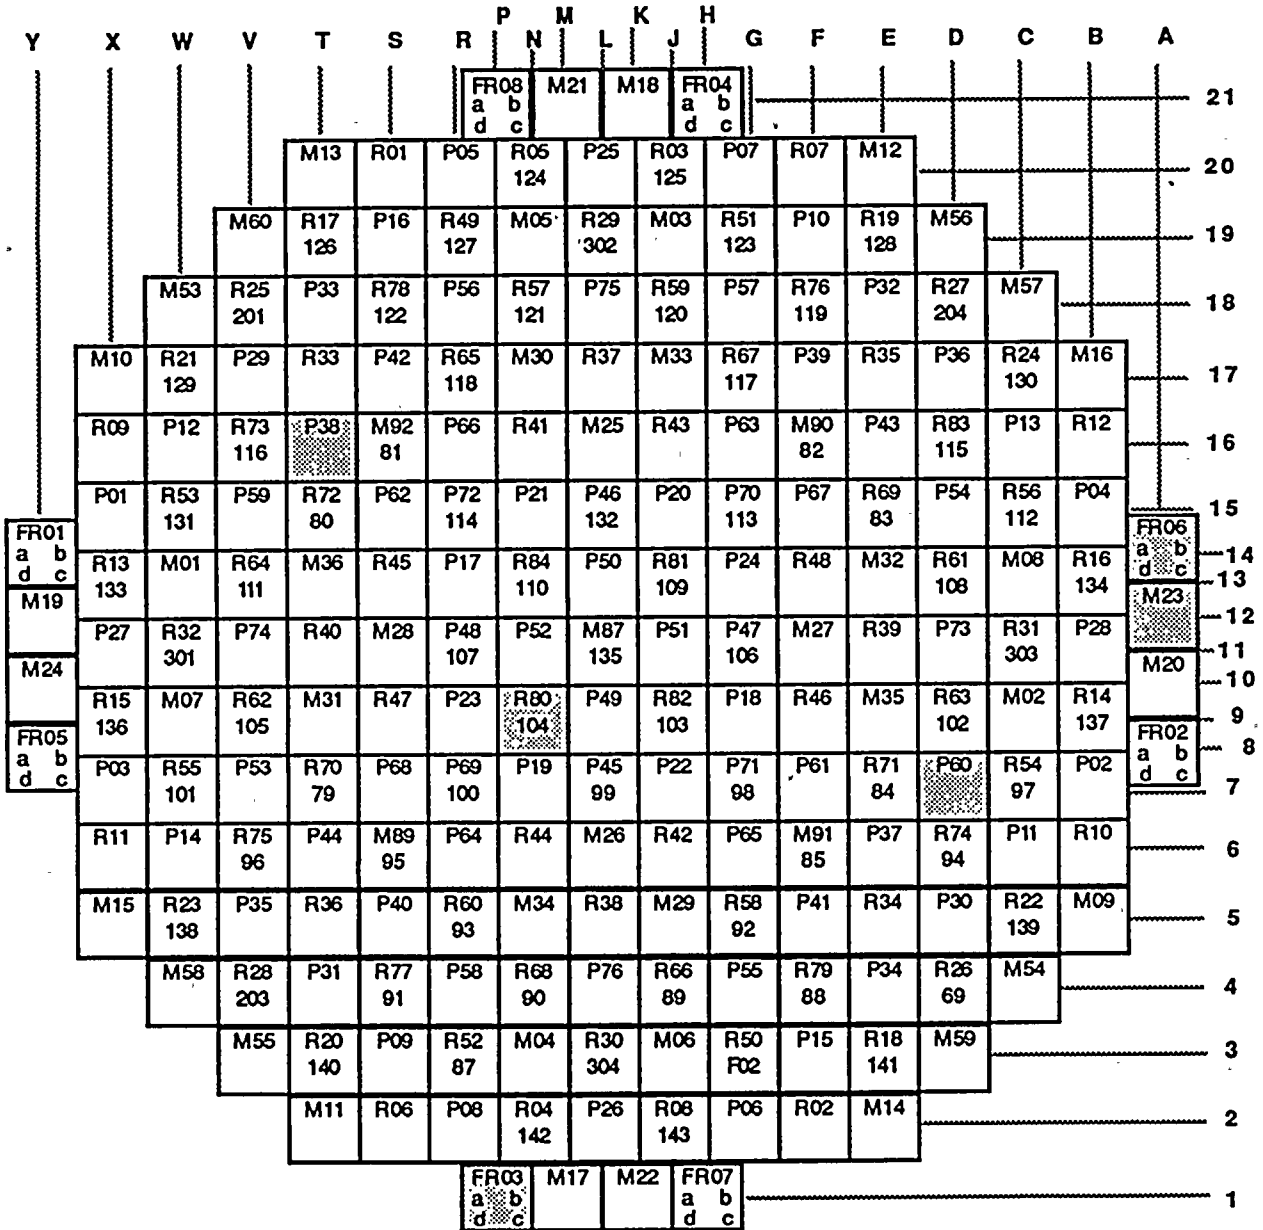 P M K H
Y X W V T S R N L J G F E D C B A
FR08 M21 M18 FR04
a b a b
d c d c
21
M13 R01 P05 R05 P25 R03 P07 R07 M12
124 125
20
M60 R17 P16 R49 M05 R29 M03 R51 P10 R19 M56
126 127 302 123 128
19
M53 R25 P33 R78 P56 R57 P75 R59 P57 R76 P32 R27 M57
201 122 121 120 119 204
18
M10 R21 P29 R33 P42 R65 M30 R37 M33 R67 P39 R35 P36 R24 M16
129 118 117 130
17
R09 P12 R73 P38 M92 P66 R41 M25 R43 P63 M90 P43 R83 P13 R12
116 81 82 115
16
P01 R53 P59 R72 P62 P72 P21 P46 P20 P70 P67 R69 P54 R56 P04
131 80 114 132 113 83 112
15
FR01 FR06
a b a b
d c d c
14
R13 M01 R64 M36 R45 P17 R84 P50 R81 P24 R48 M32 R61 M08 R16
133 111 110 109 108 134
13
M19 M23
12
P27 R32 P74 R40 M28 P48 P52 M87 P51 P47 M27 R39 P73 R31 P28
301 107 135 106 303
11
M24 M20
10
R15 M07 R62 M31 R47 P23 R80 P49 R82 P18 R46 M35 R63 M02 R14
136 105 104 103 102 137
9
FR05 FR02
a b a b
d c d c
8
P03 R55 P53 R70 P68 P69 P19 P45 P22 P71 P61 R71 P60 R54 P02
101 79 100 99 98 84 97
7
R11 P14 R75 P44 M89 P64 R44 M26 R42 P65 M91 P37 R74 P11 R10
96 95 85 94
6
M15 R23 P35 R36 P40 R60 M34 R38 M29 R58 P41 R34 P30 R22 M09
138 93 92 139
5
M58 R28 P31 R77 P58 R68 P76 R66 P55 R79 P34 R26 M54
203 91 90 89 88 69
4
M55 R20 P09 R52 M04 R30 M06 R50 P15 R18 M59
140 87 304 F02 141
3
M11 R06 P08 R04 P26 R08 P06 R02 M14
142 143
2
FR03 M17 M22 FR07
a b a b
d c d c
1